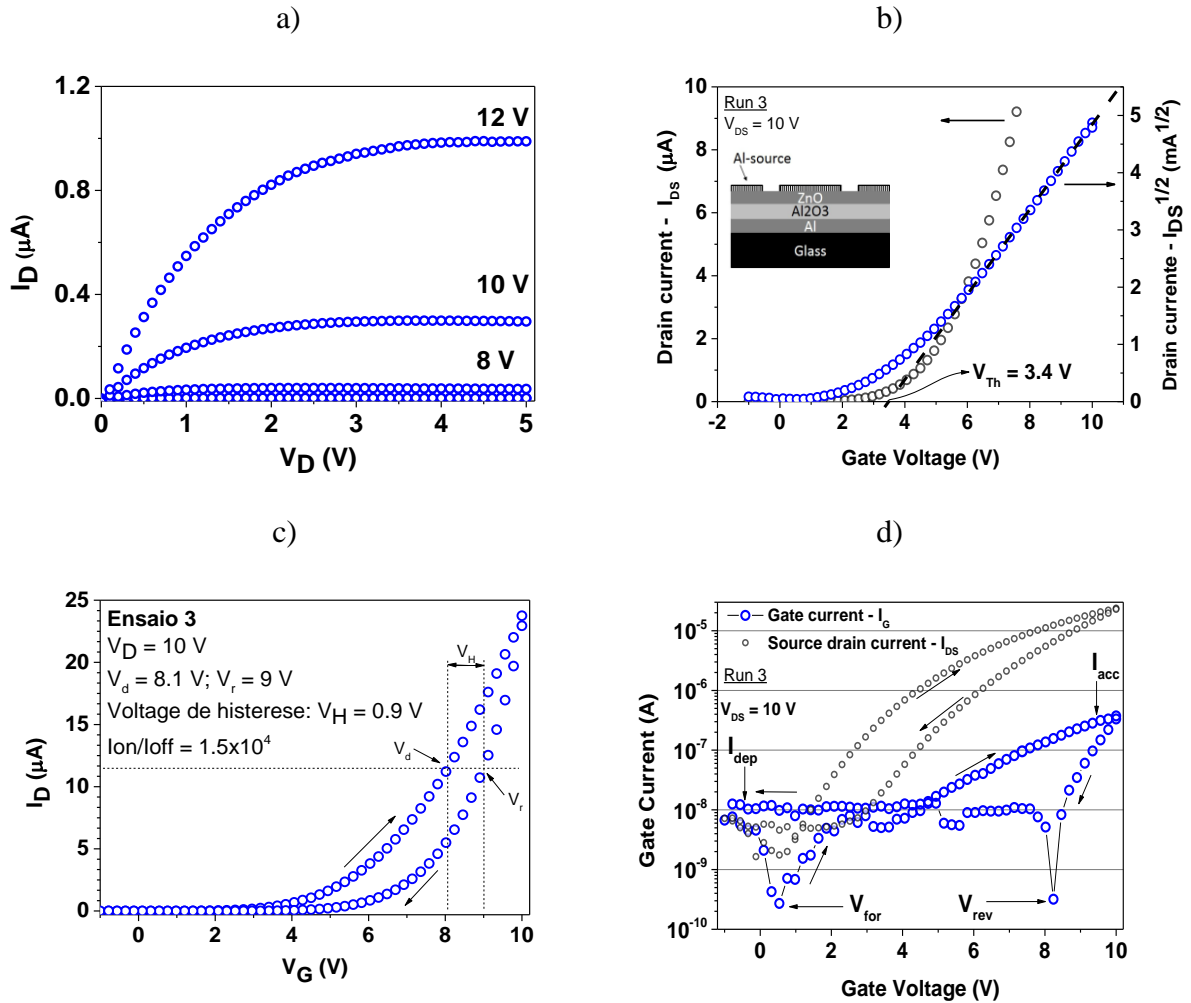 a)
1.2
0.8
0.4
0.0
0
1
2
3
4
5
12 V
10 V
8 V
I_D (μA)
V_D (V)
b)
10
8
6
4
2
0
-2
0
2
4
6
8
10
5
4
3
2
1
0
Run 3
V_DS = 10 V
Al-source
ZnO
Al2O3
Al
Glass
V_Th = 3.4 V
Drain current - I_DS (μA)
Drain currente - I_DS^1/2 (mA^1/2)
Gate Voltage (V)
c)
25
20
15
10
5
0
0
2
4
6
8
10
Ensaio 3
V_D = 10 V
V_d = 8.1 V; V_r = 9 V
Voltage de histerese: V_H = 0.9 V
Ion/Ioff = 1.5x10^4
V_H
V_d
V_r
I_D (μA)
V_G (V)
d)
10^-5
10^-6
10^-7
10^-8
10^-9
10^-10
0
2
4
6
8
10
Gate current - I_G
Source drain current - I_DS
Run 3
V_DS = 10 V
I_acc
I_dep
V_for
V_rev
Gate Current (A)
Gate Voltage (V)